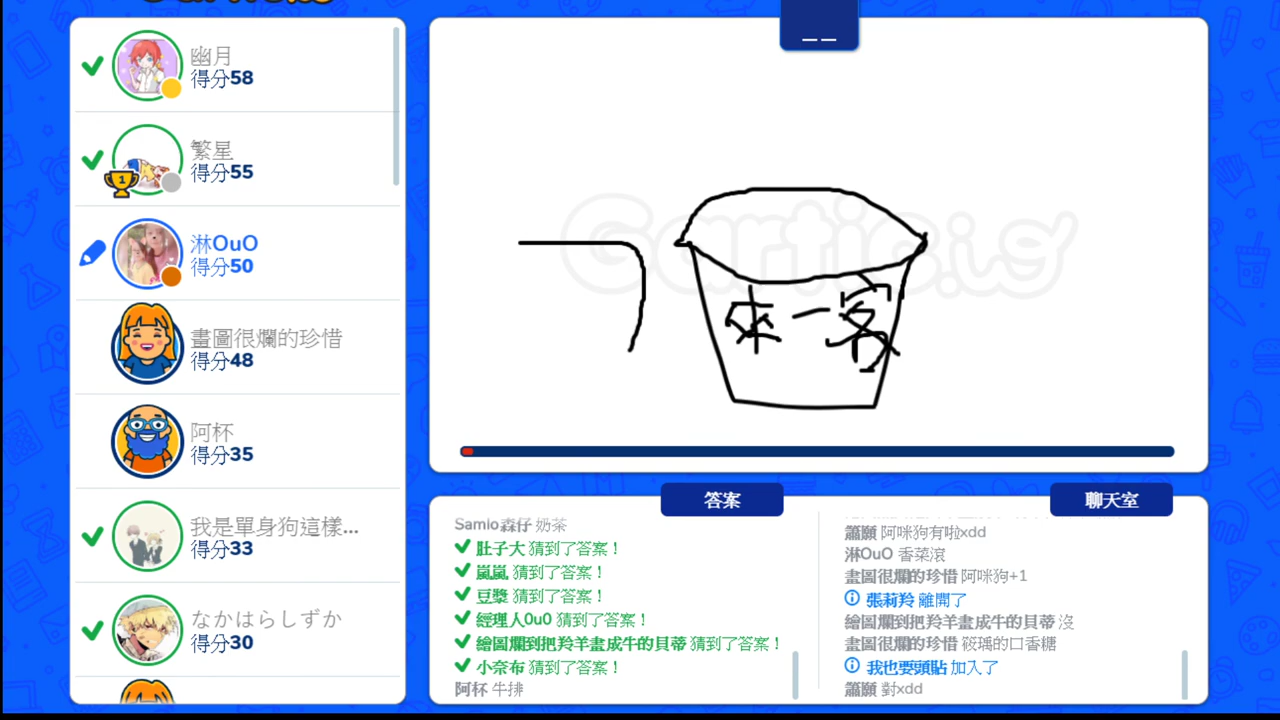 幽月
得分58
繁星
1
得分55
淋OuO
得分50
畫圖很爛的珍惜
得分48
阿杯
得分35
我是單身狗這樣...
得分33
なかはらしずか
得分30
Gartic.is
來一客
答案
Samio森仔 奶茶
肚子大 猜到了答案！
嵐嵐 猜到了答案！
豆漿 猜到了答案！
經理人OuO 猜到了答案！
繪圖爛到把羚羊畫成牛的貝蒂 猜到了答案！
小奈布 猜到了答案！
阿杯 牛排
聊天室
蕭願 阿咪狗有啦xdd
淋OuO 香菜滾
畫圖很爛的珍惜 阿咪狗+1
張莉羚 離開了
繪圖爛到把羚羊畫成牛的貝蒂 沒
畫圖很爛的珍惜 筱瑀的口香糖
我也要頭貼 加入了
蕭願 對xdd